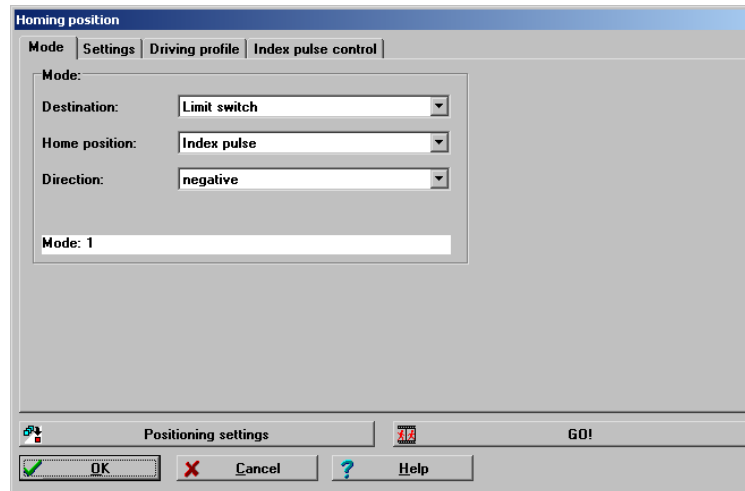 Homing position
Mode Settings Driving profile Index pulse control
Mode:
Destination: Limit switch
Home position: Index pulse
Direction: negative
Mode: 1
Positioning settings GO!
OK Cancel Help